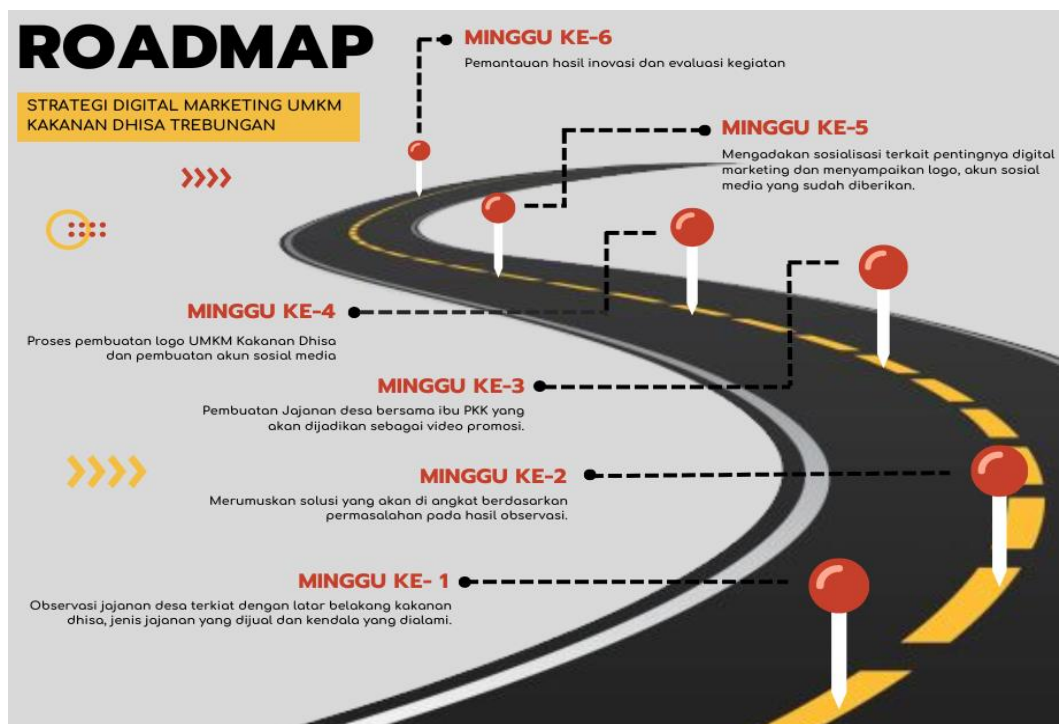 ROADMAP
STRATEGI DIGITAL MARKETING UMKM
KAKANAN DHISA TREBUNGAN
MINGGU KE-6
Pemantauan hasil inovasi dan evaluasi kegiatan
MINGGU KE-5
Mengadakan sosialisasi terkait pentingnya digital
marketing dan menyampaikan logo, akun sosial
media yang sudah diberikan.
MINGGU KE-4
Proses pembuatan logo UMKM Kakanan Dhisa
dan pembuatan akun sosial media
MINGGU KE-3
Pembuatan Jajanan desa bersama ibu PKK yang
akan dijadikan sebagai video promosi.
MINGGU KE-2
Merumuskan solusi yang akan di angkat berdasarkan
permasalahan pada hasil observasi.
MINGGU KE- 1
Observasi jajanan desa terkiat dengan latar belakang kakanan
dhisa, jenis jajanan yang dijual dan kendala yang dialami.